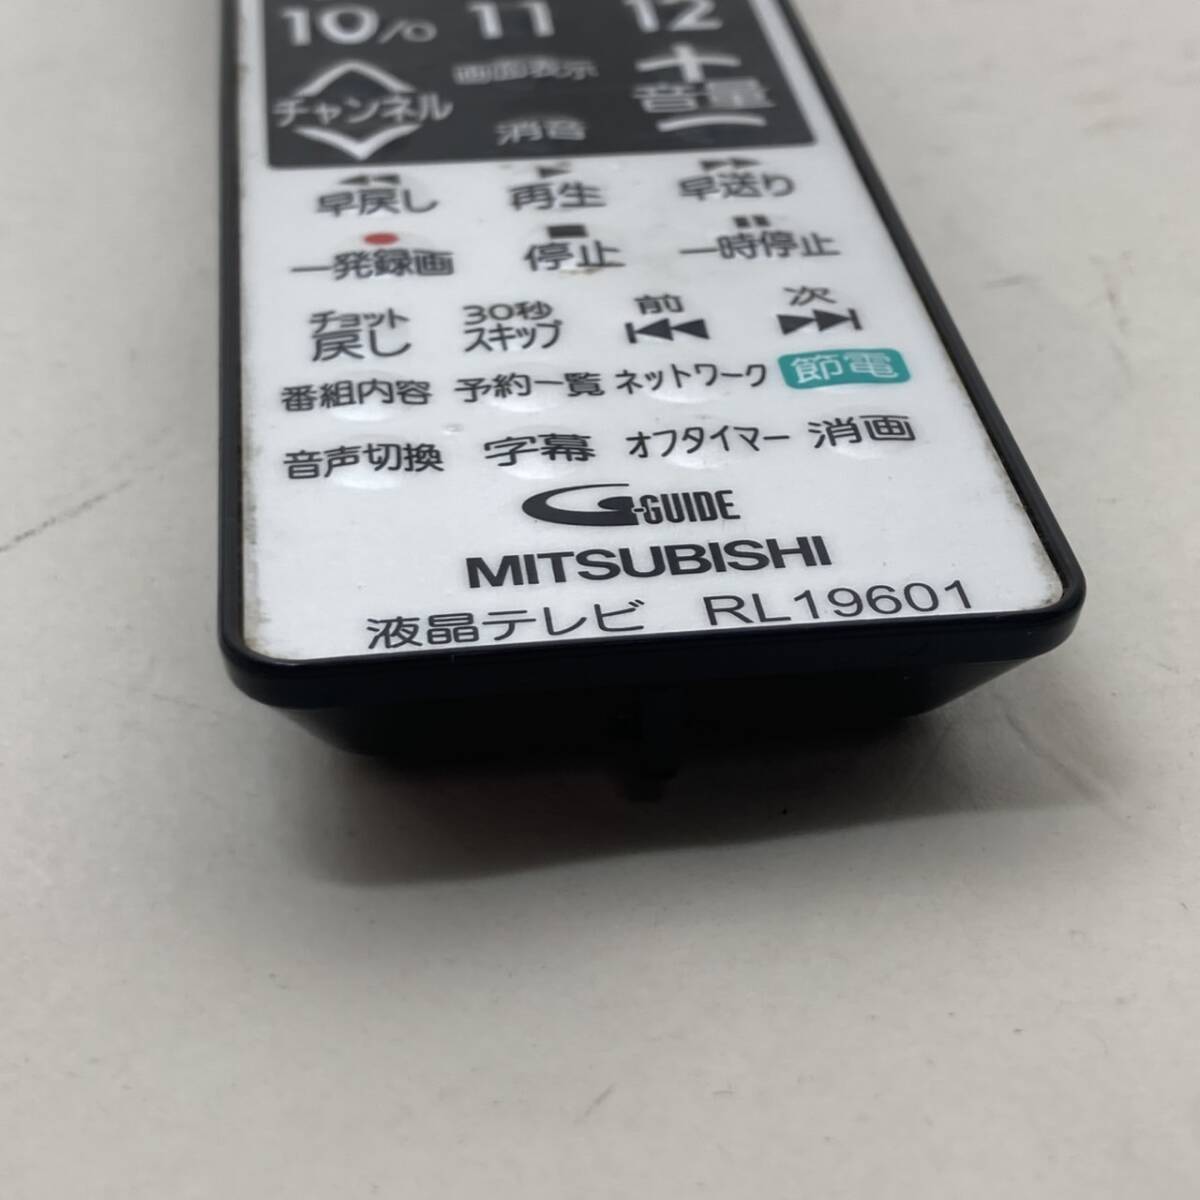 10/0 11 12
画面表示
チャンネル 音量
消音
早戻し 再生 早送り
一発録画 停止 一時停止
チョット 30秒 前 次
戻し スキップ
番組内容 予約一覧 ネットワーク 節電
音声切換 字幕 オフタイマー 消画
G-GUIDE
MITSUBISHI
液晶テレビ RL19601